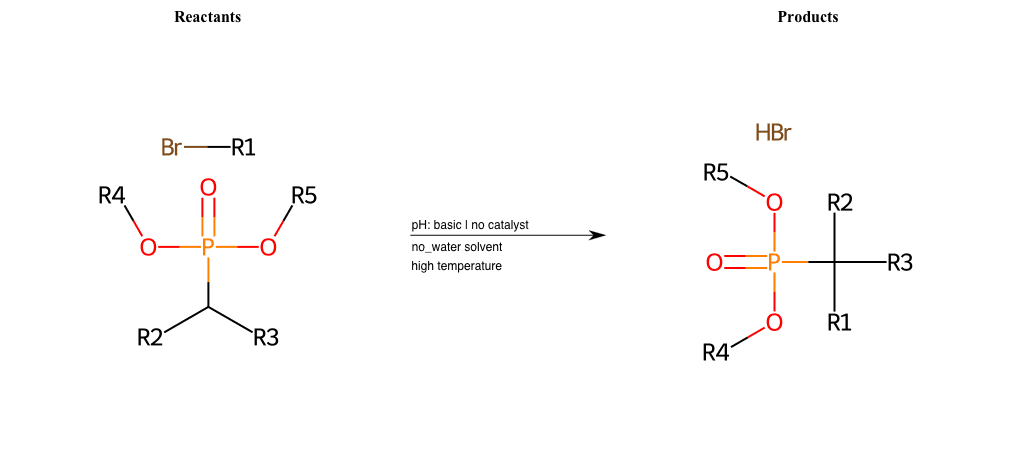 Reactants
Products
Br R1
R4 O R5
O P O
R2 R3
pH: basic | no catalyst
no_water solvent
high temperature
HBr
R5
O R2
O P R3
O R1
R4